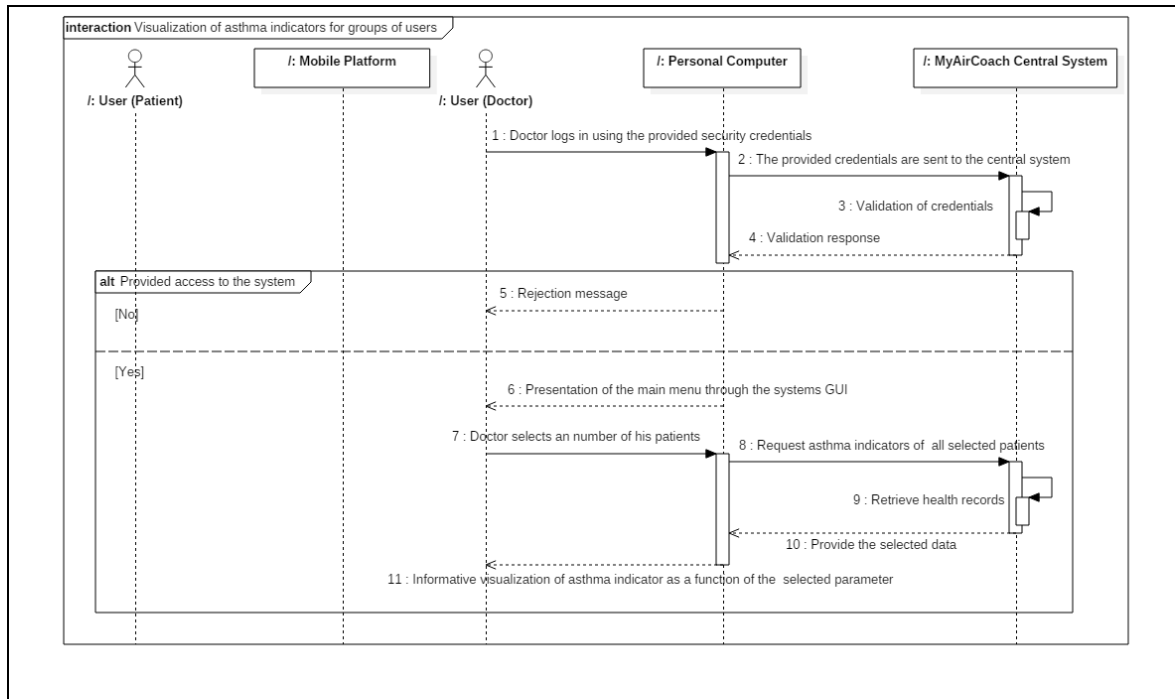 interaction Visualization of asthma indicators for groups of users
/: Mobile Platform
/: Personal Computer
/: MyAirCoach Central System
/: User (Patient)
/: User (Doctor)
1 : Doctor logs in using the provided security credentials
2 : The provided credentials are sent to the central system
3 : Validation of credentials
4 : Validation response
alt Provided access to the system
5 : Rejection message
[No]
[Yes]
6 : Presentation of the main menu through the systems GUI
7 : Doctor selects an number of his patients
8 : Request asthma indicators of  all selected patients
9 : Retrieve health records
10 : Provide the selected data
11 : Informative visualization of asthma indicator as a function of the  selected parameter